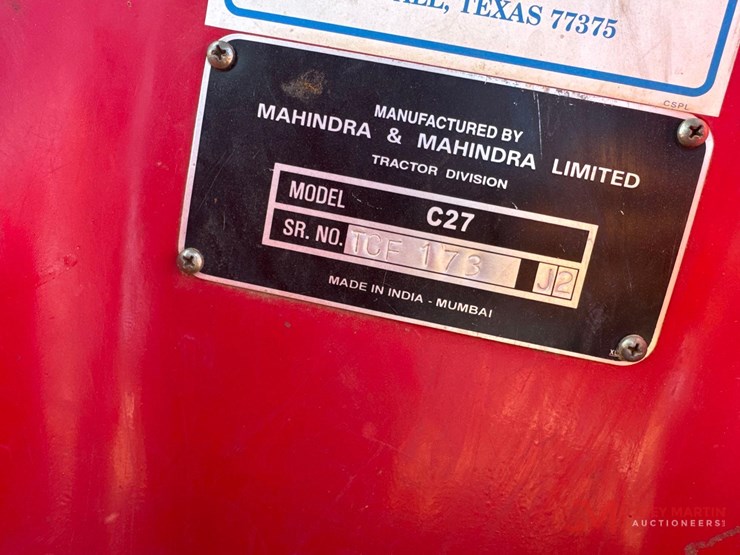 TEXAS 77375
CSPL
MANUFACTURED BY
MAHINDRA & MAHINDRA LIMITED
TRACTOR DIVISION
MODEL C27
SR. NO. TCF 173 J2
MADE IN INDIA - MUMBAI
MARTIN
AUCTIONEERS